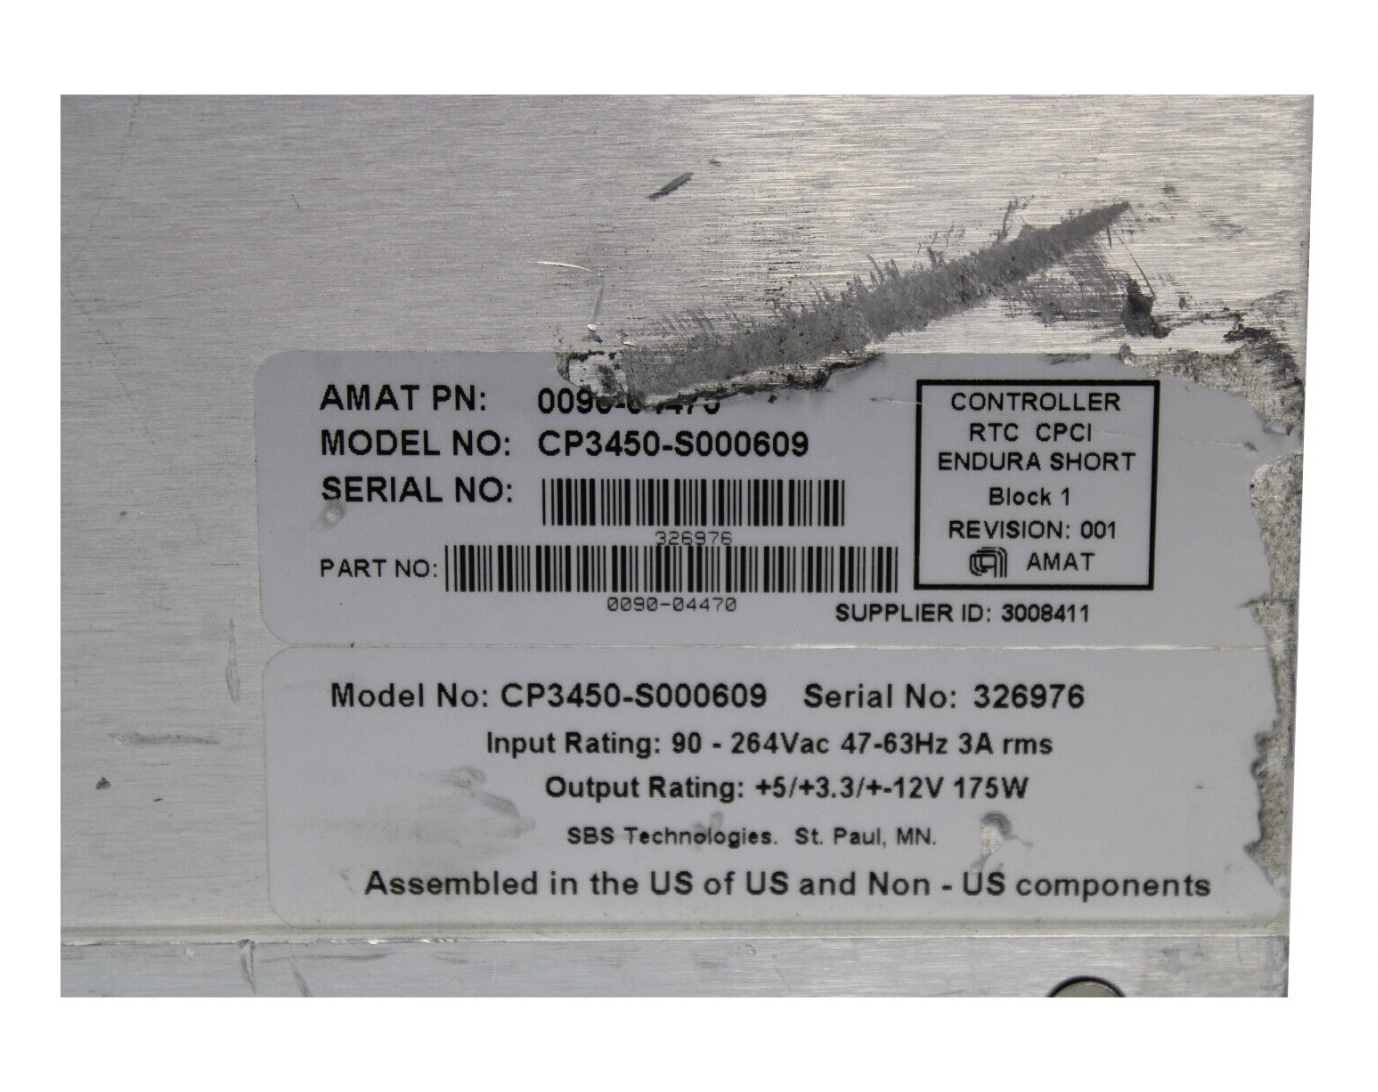 AMAT PN: 0090-04470
MODEL NO: CP3450-S000609
SERIAL NO:
326976
PART NO:
0090-04470
CONTROLLER
RTC CPCI
ENDURA SHORT
Block 1
REVISION: 001
AMAT
SUPPLIER ID: 3008411
Model No: CP3450-S000609 Serial No: 326976
Input Rating: 90 - 264Vac 47-63Hz 3A rms
Output Rating: +5/+3.3/+-12V 175W
SBS Technologies. St. Paul, MN.
Assembled in the US of US and Non - US components